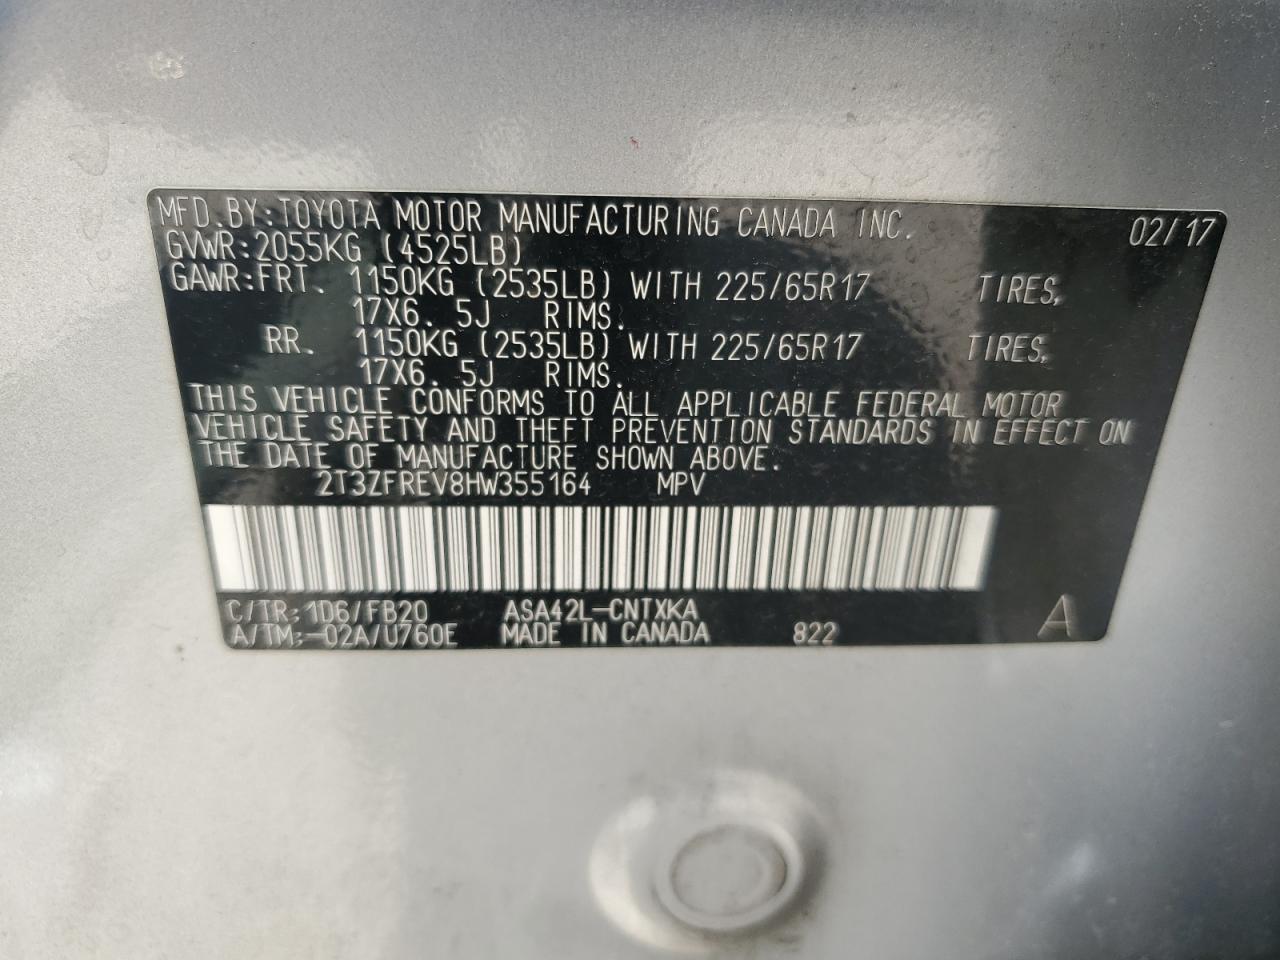 MFD.BY:TOYOTA MOTOR MANUFACTURING CANADA INC. 02/17
GVWR:2055KG (4525LB)
GAWR:FRT. 1150KG (2535LB) WITH 225/65R17 TIRES,
17X6.5J RIMS.
RR. 1150KG (2535LB) WITH 225/65R17 TIRES,
17X6.5J RIMS.
THIS VEHICLE CONFORMS TO ALL APPLICABLE FEDERAL MOTOR
VEHICLE SAFETY AND THEFT PREVENTION STANDARDS IN EFFECT ON
THE DATE OF MANUFACTURE SHOWN ABOVE.
2T3ZFREV8HW355164 MPV
C/TR:1D6/FB20 ASA42L-CNTXKA A
A/TM:-02A/U760E MADE IN CANADA 822